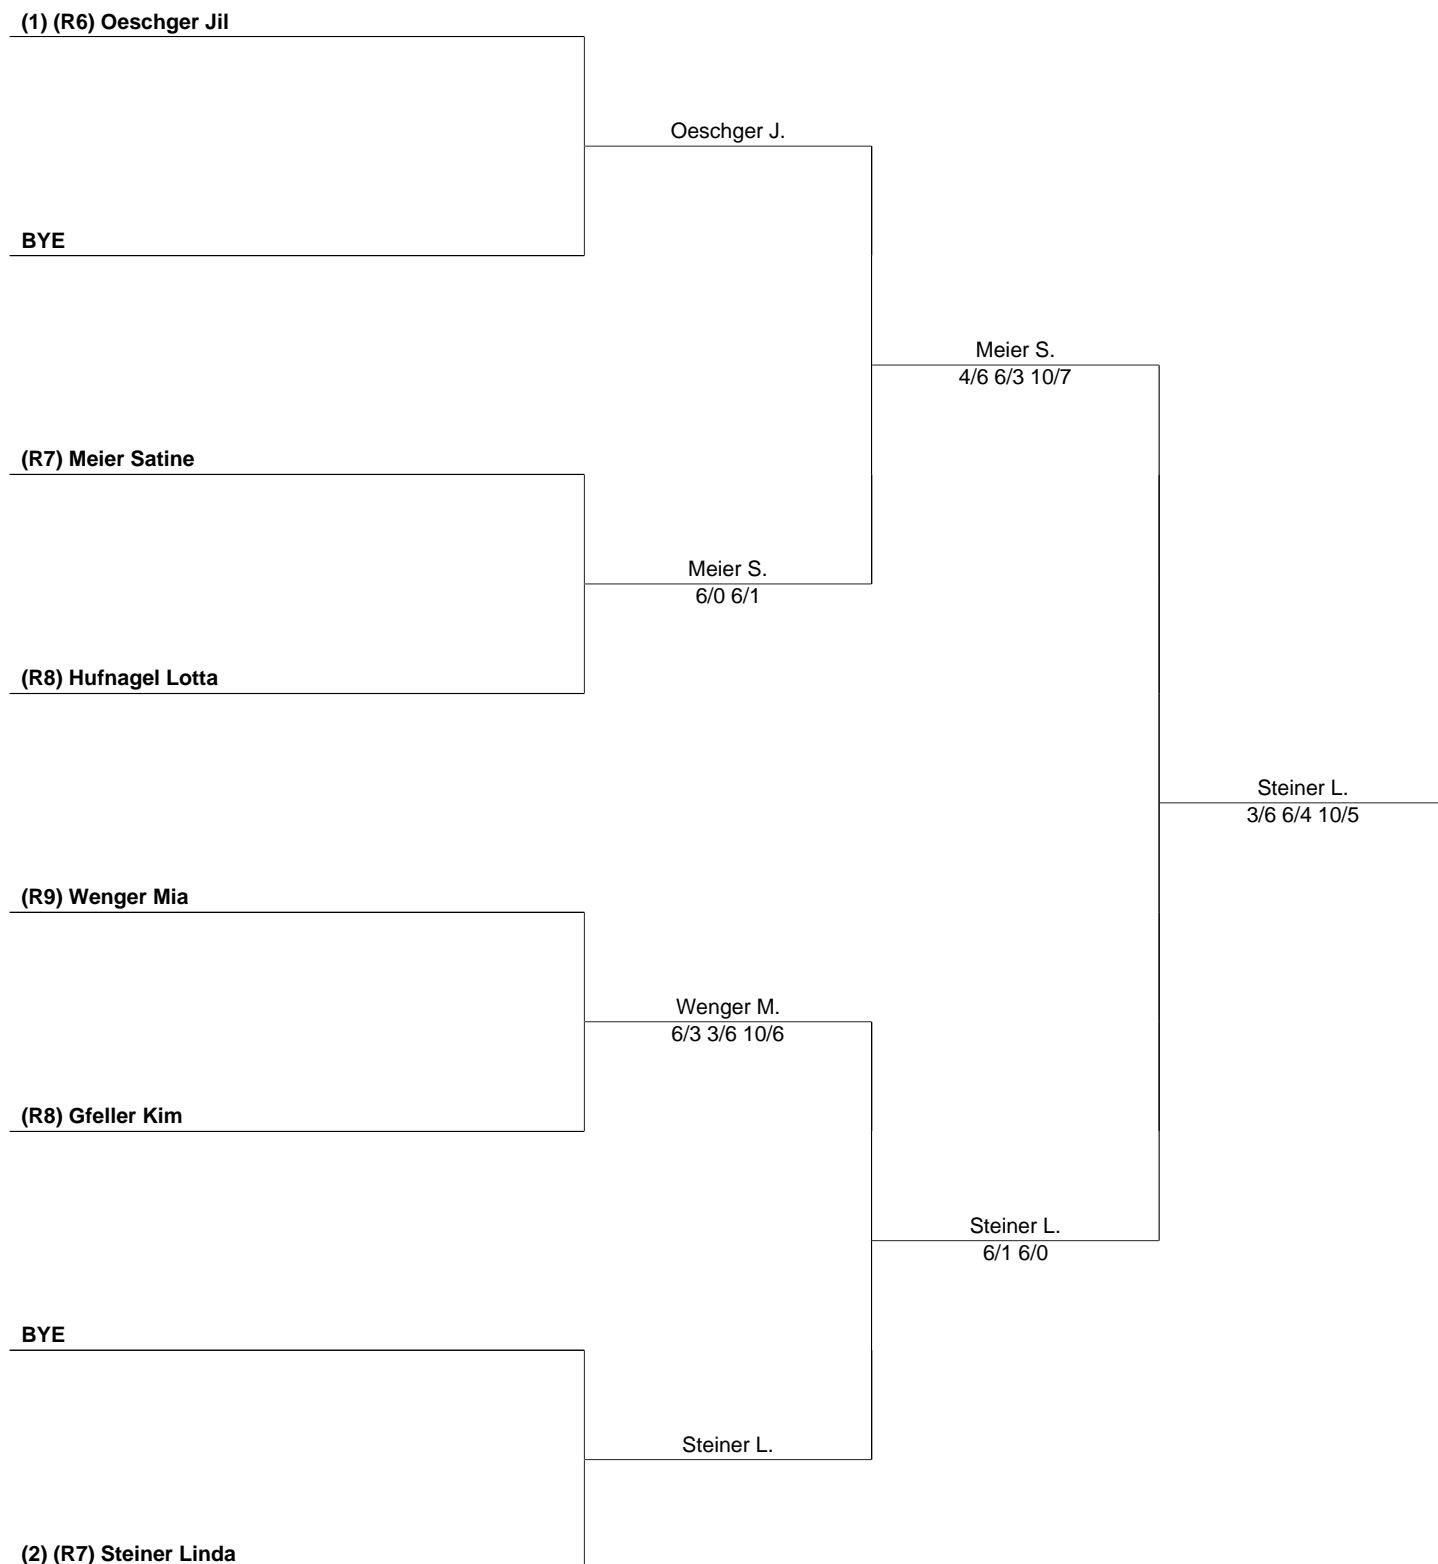 (1) (R6) Oeschger Jil
Oeschger J.
BYE
Meier S.
4/6 6/3 10/7
(R7) Meier Satine
Meier S.
6/0 6/1
(R8) Hufnagel Lotta
Steiner L.
3/6 6/4 10/5
(R9) Wenger Mia
Wenger M.
6/3 3/6 10/6
(R8) Gfeller Kim
Steiner L.
6/1 6/0
BYE
Steiner L.
(2) (R7) Steiner Linda